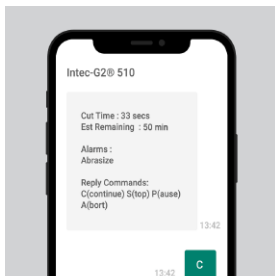 Intec-G2® 510
Cut Time : 33 secs
Est Remaining : 50 min
Alarms :
Abrasize
Reply Commands:
C(continue) S(top) P(ause)
A(bort)
13:42
C
13:42